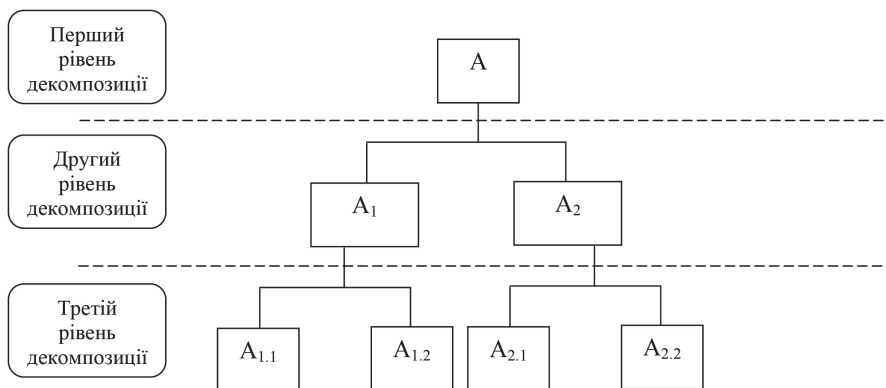 Перший
рівень
декомпозиції
A
Другий
рівень
декомпозиції
A₁
A₂
Третій
рівень
декомпозиції
A₁.₁
A₁.₂
A₂.₁
A₂.₂